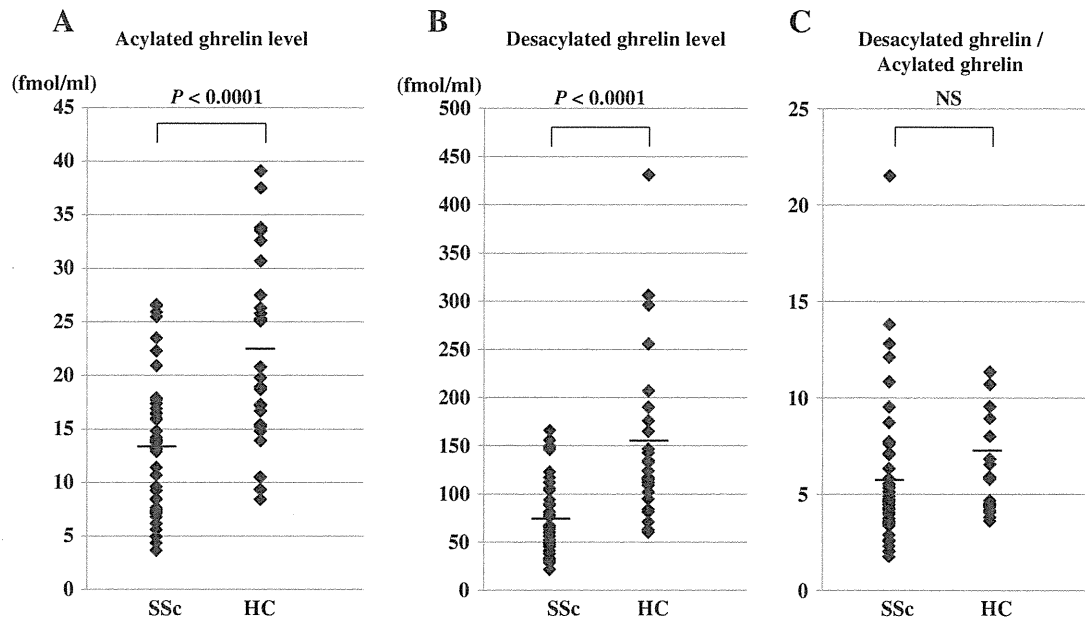 A
Acylated ghrelin level
(fmol/ml)
P < 0.0001
45
40
35
30
25
20
15
10
5
0
SSc HC
B
Desacylated ghrelin level
(fmol/ml)
P < 0.0001
500
450
400
350
300
250
200
150
100
50
0
SSc HC
C
Desacylated ghrelin /
Acylated ghrelin
NS
25
20
15
10
5
0
SSc HC